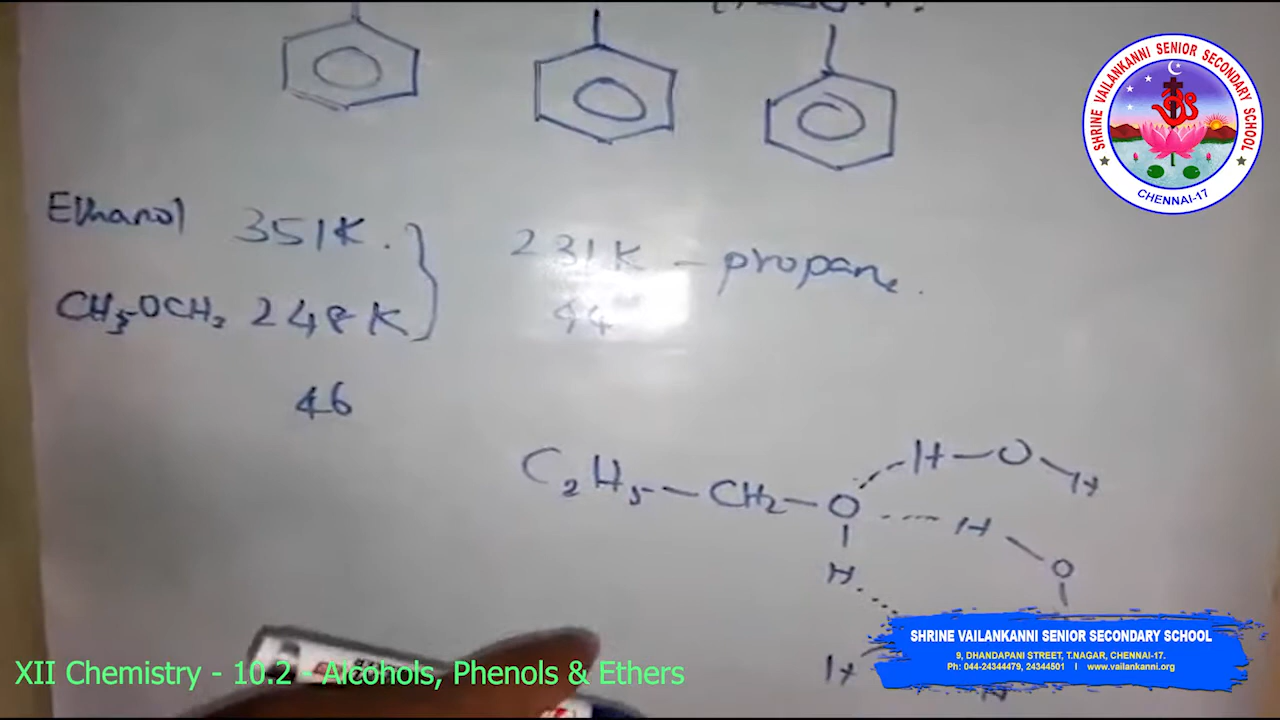 SHRINE VAILANKANNI SENIOR SECONDARY SCHOOL
CHENNAI-17
Ethanol 351K.
231K - propane.
CH3-OCH3 248K
44
46
C2H5-CH2-O
H-O-H
H
O
H
H
XII Chemistry - 10.2 - Alcohols, Phenols & Ethers
SHRINE VAILANKANNI SENIOR SECONDARY SCHOOL
9, DHANDAPANI STREET, T.NAGAR, CHENNAI-17.
Ph: 044-24344479, 24344501 I www.vailankanni.org